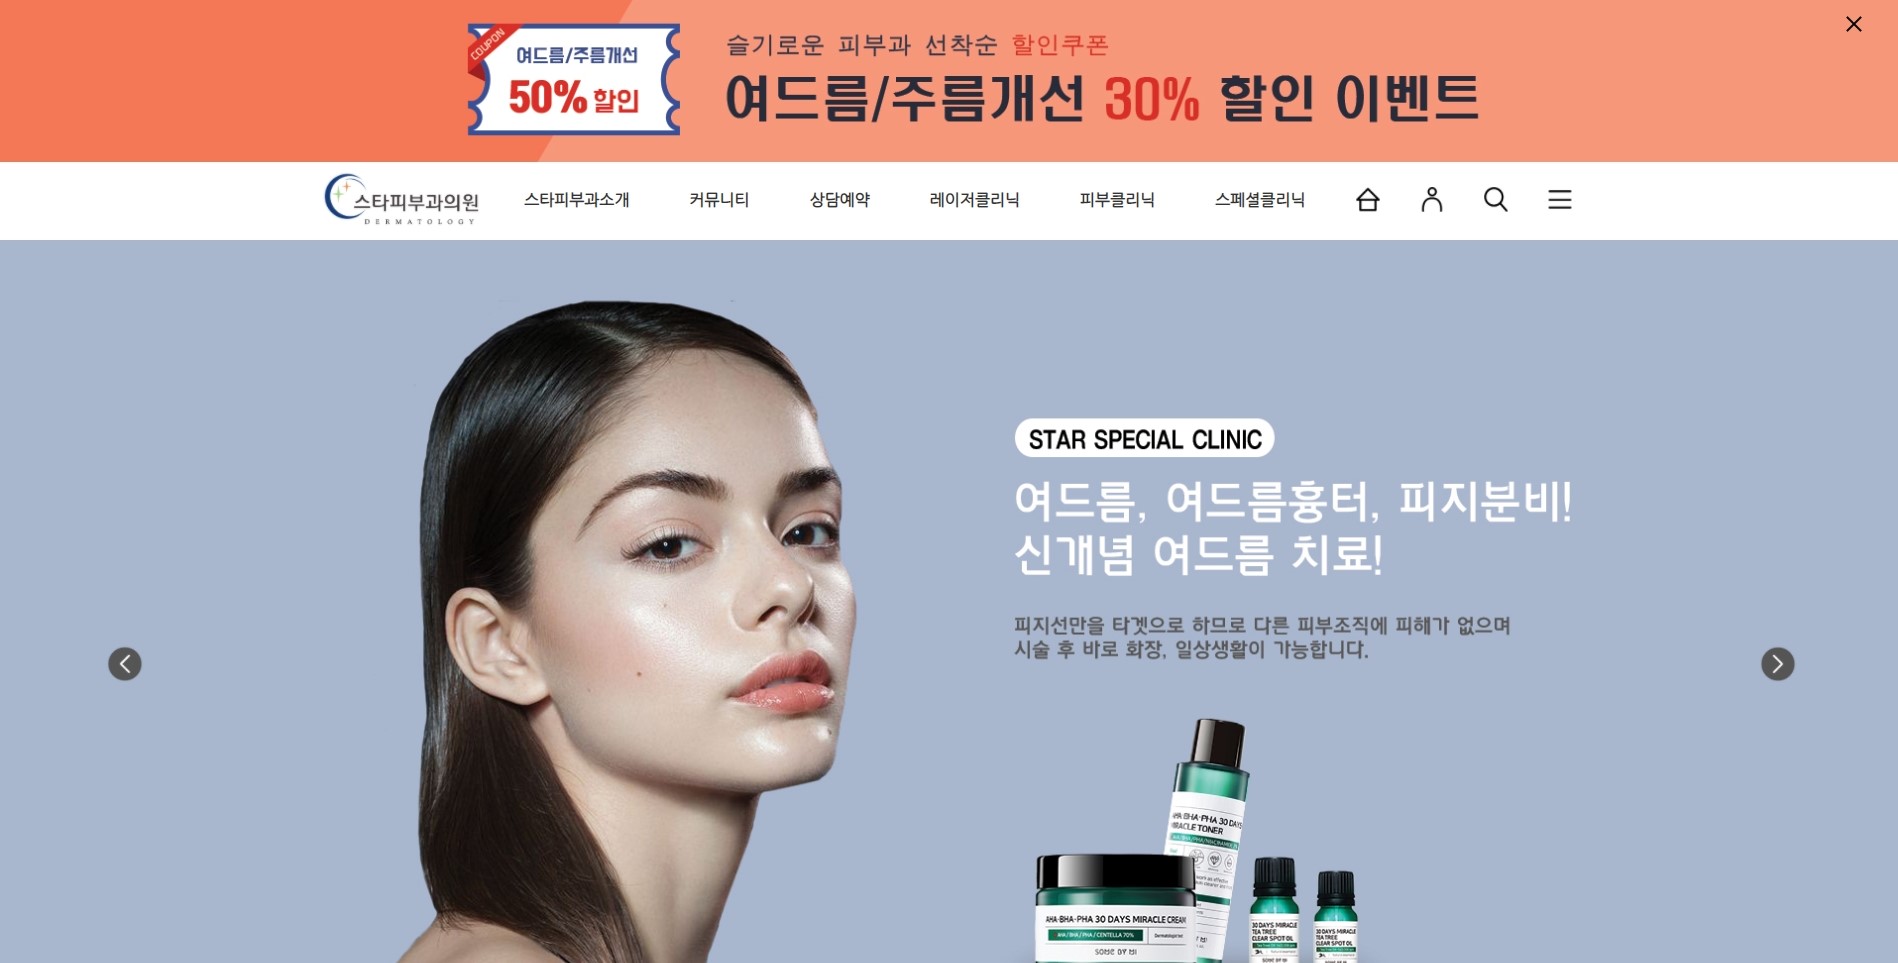 COUPON
여드름/주름개선
50% 할인
슬기로운 피부과 선착순 할인쿠폰
여드름/주름개선 30% 할인 이벤트
스타피부과의원
DERMATOLOGY
스타피부과소개 커뮤니티 상담예약 레이저클리닉 피부클리닉 스페셜클리닉
STAR SPECIAL CLINIC
여드름, 여드름흉터, 피지분비!
신개념 여드름 치료!
피지선만을 타겟으로 하므로 다른 피부조직에 피해가 없으며
시술 후 바로 화장, 일상생활이 가능합니다.
AHA·BHA·PHA 30 DAYS
MIRACLE TONER
AHA·BHA·PHA 30 DAYS MIRACLE CREAM
AHA / BHA / PHA / CENTELLA 70%
SOME BY MI
30 DAYS MIRACLE
TEA TREE
CLEAR SPOT OIL
SOME BY MI
30 DAYS MIRACLE
TEA TREE
CLEAR SPOT OIL
SOME BY MI